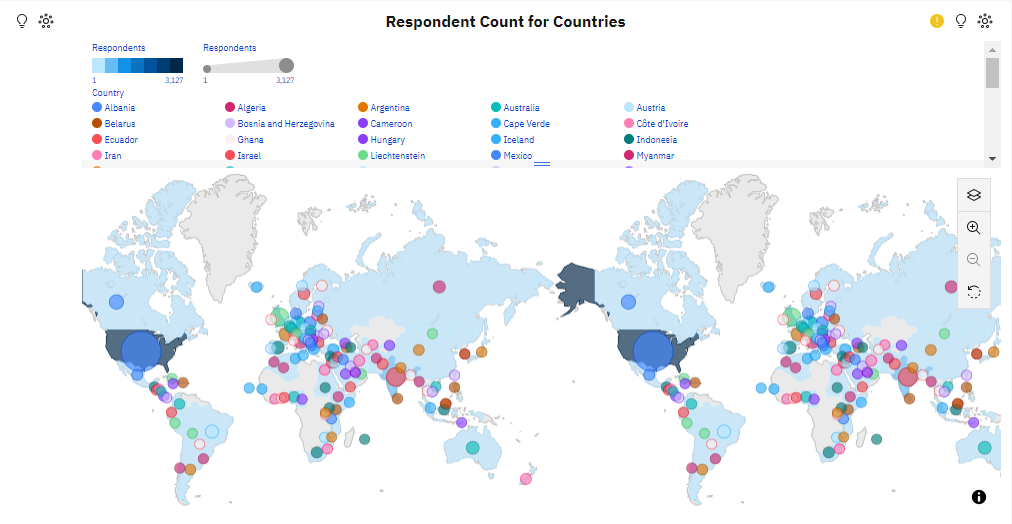 Respondent Count for Countries
!
Respondents Respondents
1 3,127 1 3,127
Country
Albania Algeria Argentina Australia Austria
Belarus Bosnia and Herzegovina Cameroon Cape Verde Côte d'Ivoire
Ecuador Ghana Hungary Iceland Indonesia
Iran Israel Liechtenstein Mexico Myanmar